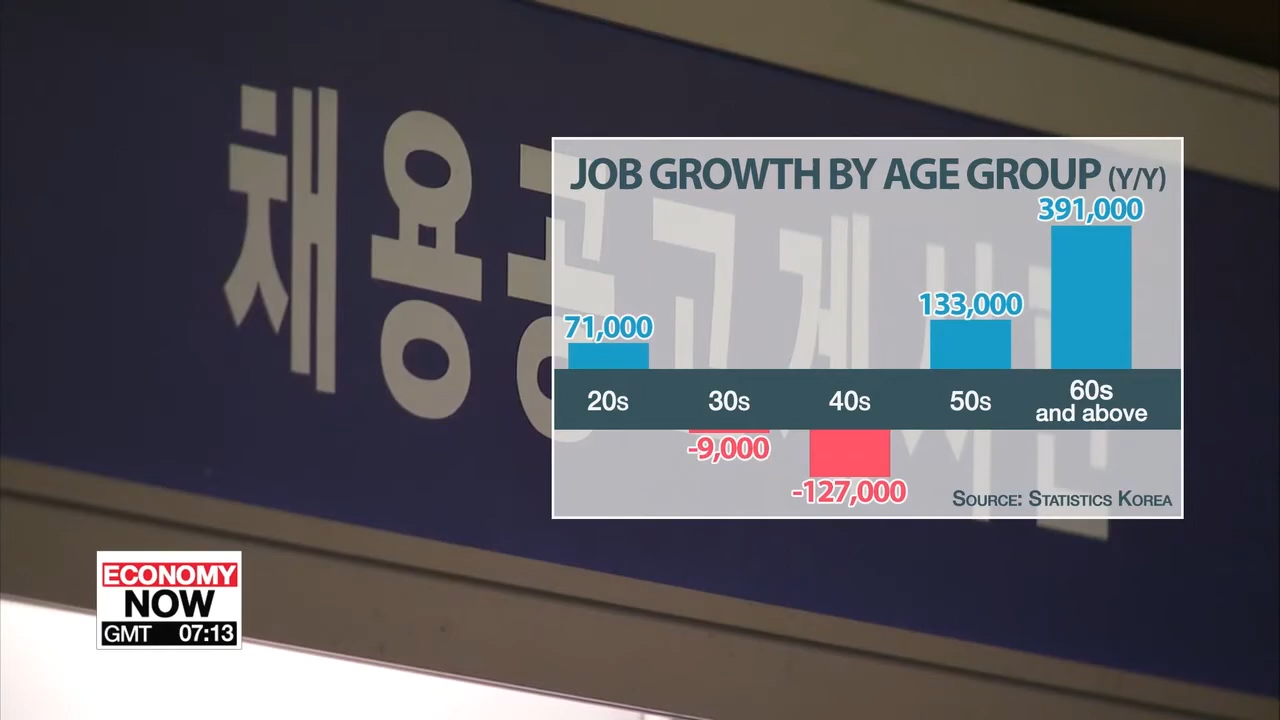 채용공고게시판
JOB GROWTH BY AGE GROUP (Y/Y)
71,000
133,000
391,000
20s
30s
40s
50s
60s
and above
-9,000
-127,000
SOURCE: STATISTICS KOREA
ECONOMY
NOW
GMT 07:13